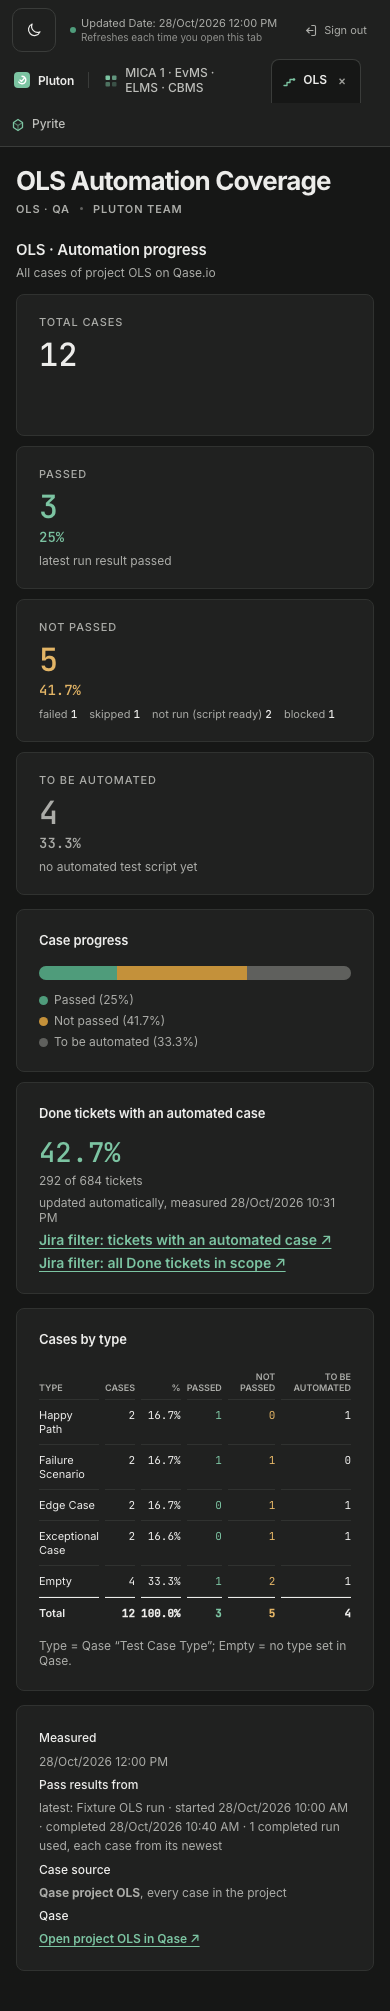 Updated Date: 28/Oct/2026 12:00 PM
Refreshes each time you open this tab
Sign out
Pluton
MICA 1 · EvMS ·
ELMS · CBMS
OLS ×
Pyrite
OLS Automation Coverage
OLS · QA • PLUTON TEAM
OLS · Automation progress
All cases of project OLS on Qase.io
TOTAL CASES
12
PASSED
3
25%
latest run result passed
NOT PASSED
5
41.7%
failed 1 skipped 1 not run (script ready) 2 blocked 1
TO BE AUTOMATED
4
33.3%
no automated test script yet
Case progress
Passed (25%)
Not passed (41.7%)
To be automated (33.3%)
Done tickets with an automated case
42.7%
292 of 684 tickets
updated automatically, measured 28/Oct/2026 10:31
PM
Jira filter: tickets with an automated case ↗
Jira filter: all Done tickets in scope ↗
Cases by type
NOT TO BE
TYPE CASES % PASSED PASSED AUTOMATED
Happy 2 16.7% 1 0 1
Path
Failure 2 16.7% 1 1 0
Scenario
Edge Case 2 16.7% 0 1 1
Exceptional 2 16.6% 0 1 1
Case
Empty 4 33.3% 1 2 1
Total 12 100.0% 3 5 4
Type = Qase “Test Case Type”; Empty = no type set in
Qase.
Measured
28/Oct/2026 12:00 PM
Pass results from
latest: Fixture OLS run · started 28/Oct/2026 10:00 AM
· completed 28/Oct/2026 10:40 AM · 1 completed run
used, each case from its newest
Case source
Qase project OLS, every case in the project
Qase
Open project OLS in Qase ↗